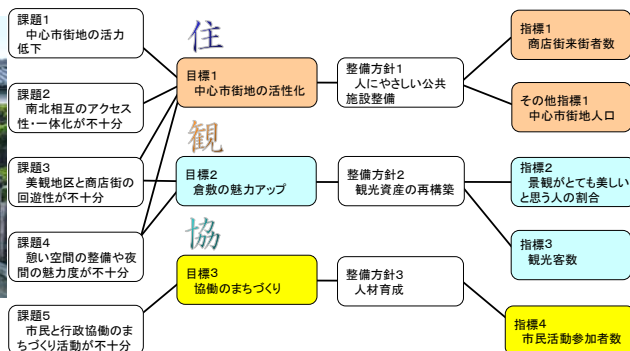 課題1
中心市街地の活力
低下
課題2
南北相互のアクセス
性・一体化が不十分
課題3
美観地区と商店街の
回遊性が不十分
課題4
憩い空間の整備や夜
間の魅力度が不十分
課題5
市民と行政協働のま
ちづくり活動が不十分
住
目標1
中心市街地の活性化
観
目標2
倉敷の魅力アップ
協
目標3
協働のまちづくり
整備方針1
人にやさしい公共
施設整備
整備方針2
観光資産の再構築
整備方針3
人材育成
指標1
商店街来街者数
その他指標1
中心市街地人口
指標2
景観がとても美しい
と思う人の割合
指標3
観光客数
指標4
市民活動参加者数